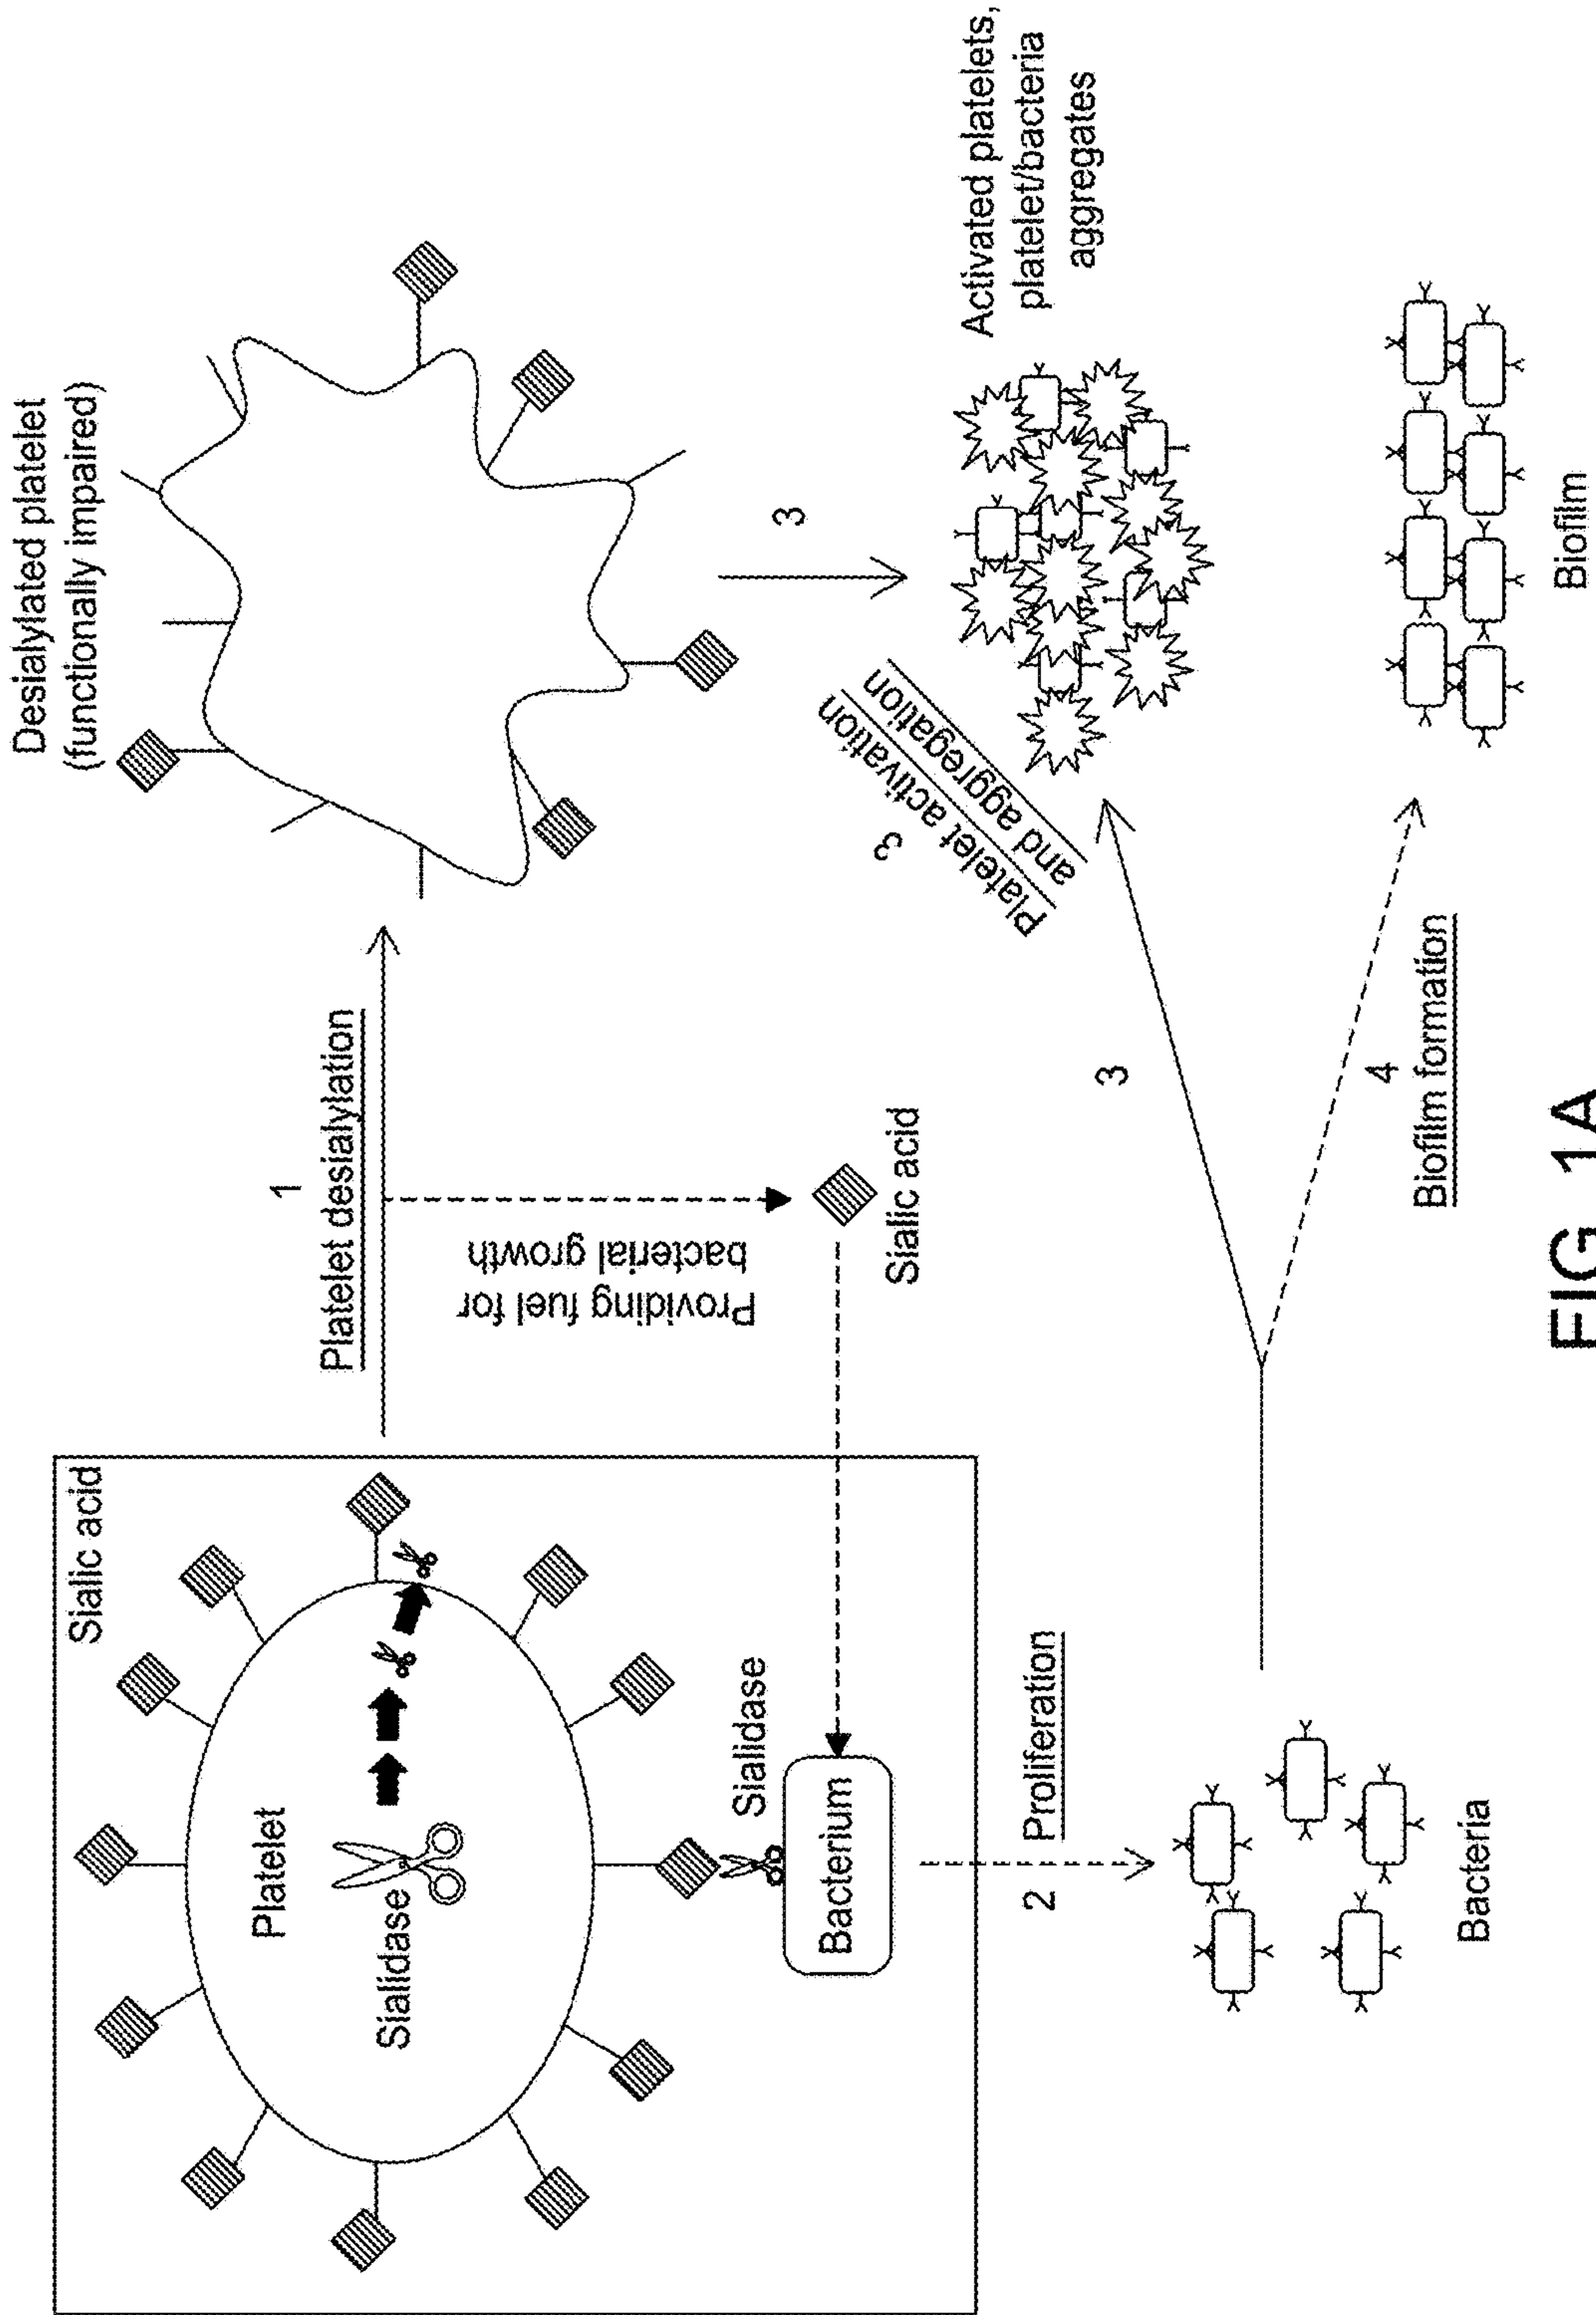 Sialic acid
Platelet
Sialidase
Sialidase
Bacterium
1
Platelet desialylation
Providing fuel for
bacterial growth
Sialic acid
Desialylated platelet
(functionally impaired)
3
2
Proliferation
Bacteria
3
Platelet activation
and aggregation
3
Activated platelets,
platelet/bacteria
aggregates
4
Biofilm formation
Biofilm
FIG 1A